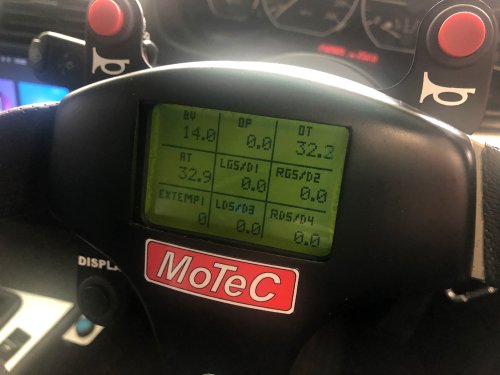 BV OP OT
14.0 0.0 32.2
AT LGS/D1 RGS/D2
32.9 0.0 0.0
EXTEMP1 LDS/D3 RDS/D4
0 0.0 0.0
MoTeC
DISPLA